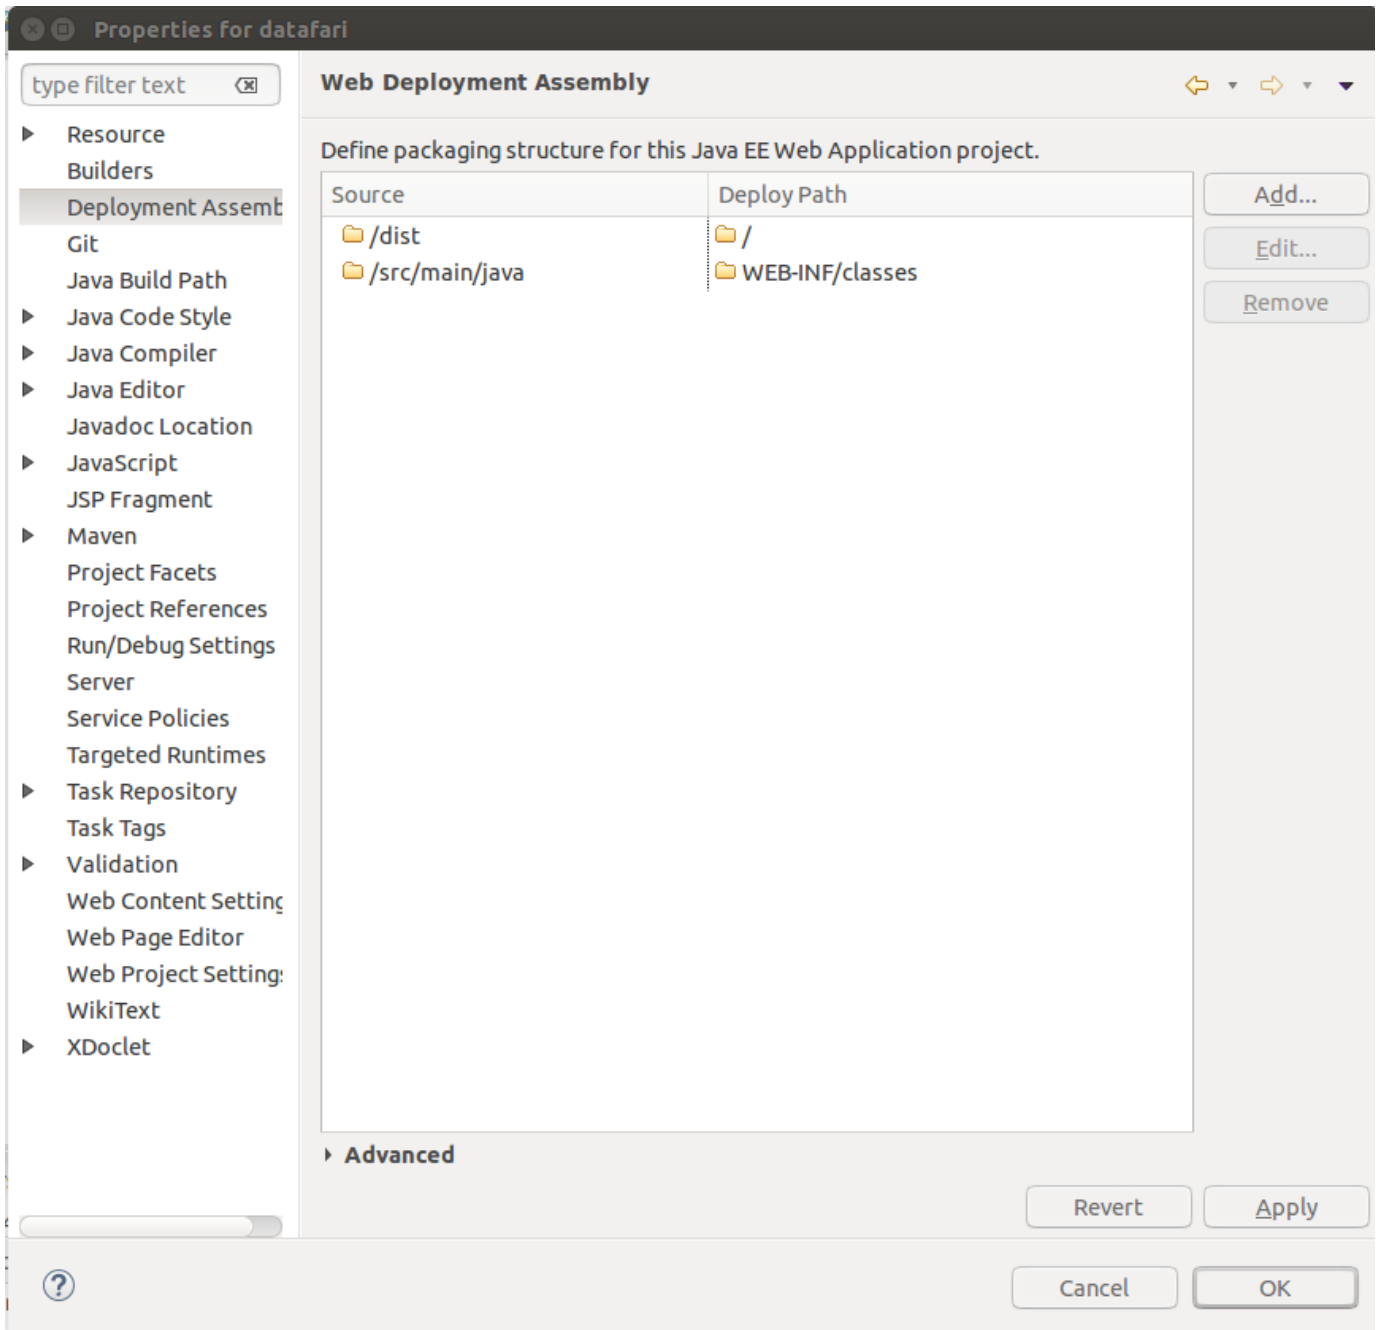 Properties for datafari
type filter text
Resource
Builders
Deployment Assemb
Git
Java Build Path
Java Code Style
Java Compiler
Java Editor
Javadoc Location
JavaScript
JSP Fragment
Maven
Project Facets
Project References
Run/Debug Settings
Server
Service Policies
Targeted Runtimes
Task Repository
Task Tags
Validation
Web Content Setting
Web Page Editor
Web Project Settings
WikiText
XDoclet
Web Deployment Assembly
Define packaging structure for this Java EE Web Application project.
Source Deploy Path
/dist /
/src/main/java WEB-INF/classes
Add...
Edit...
Remove
Advanced
Revert Apply
? Cancel OK